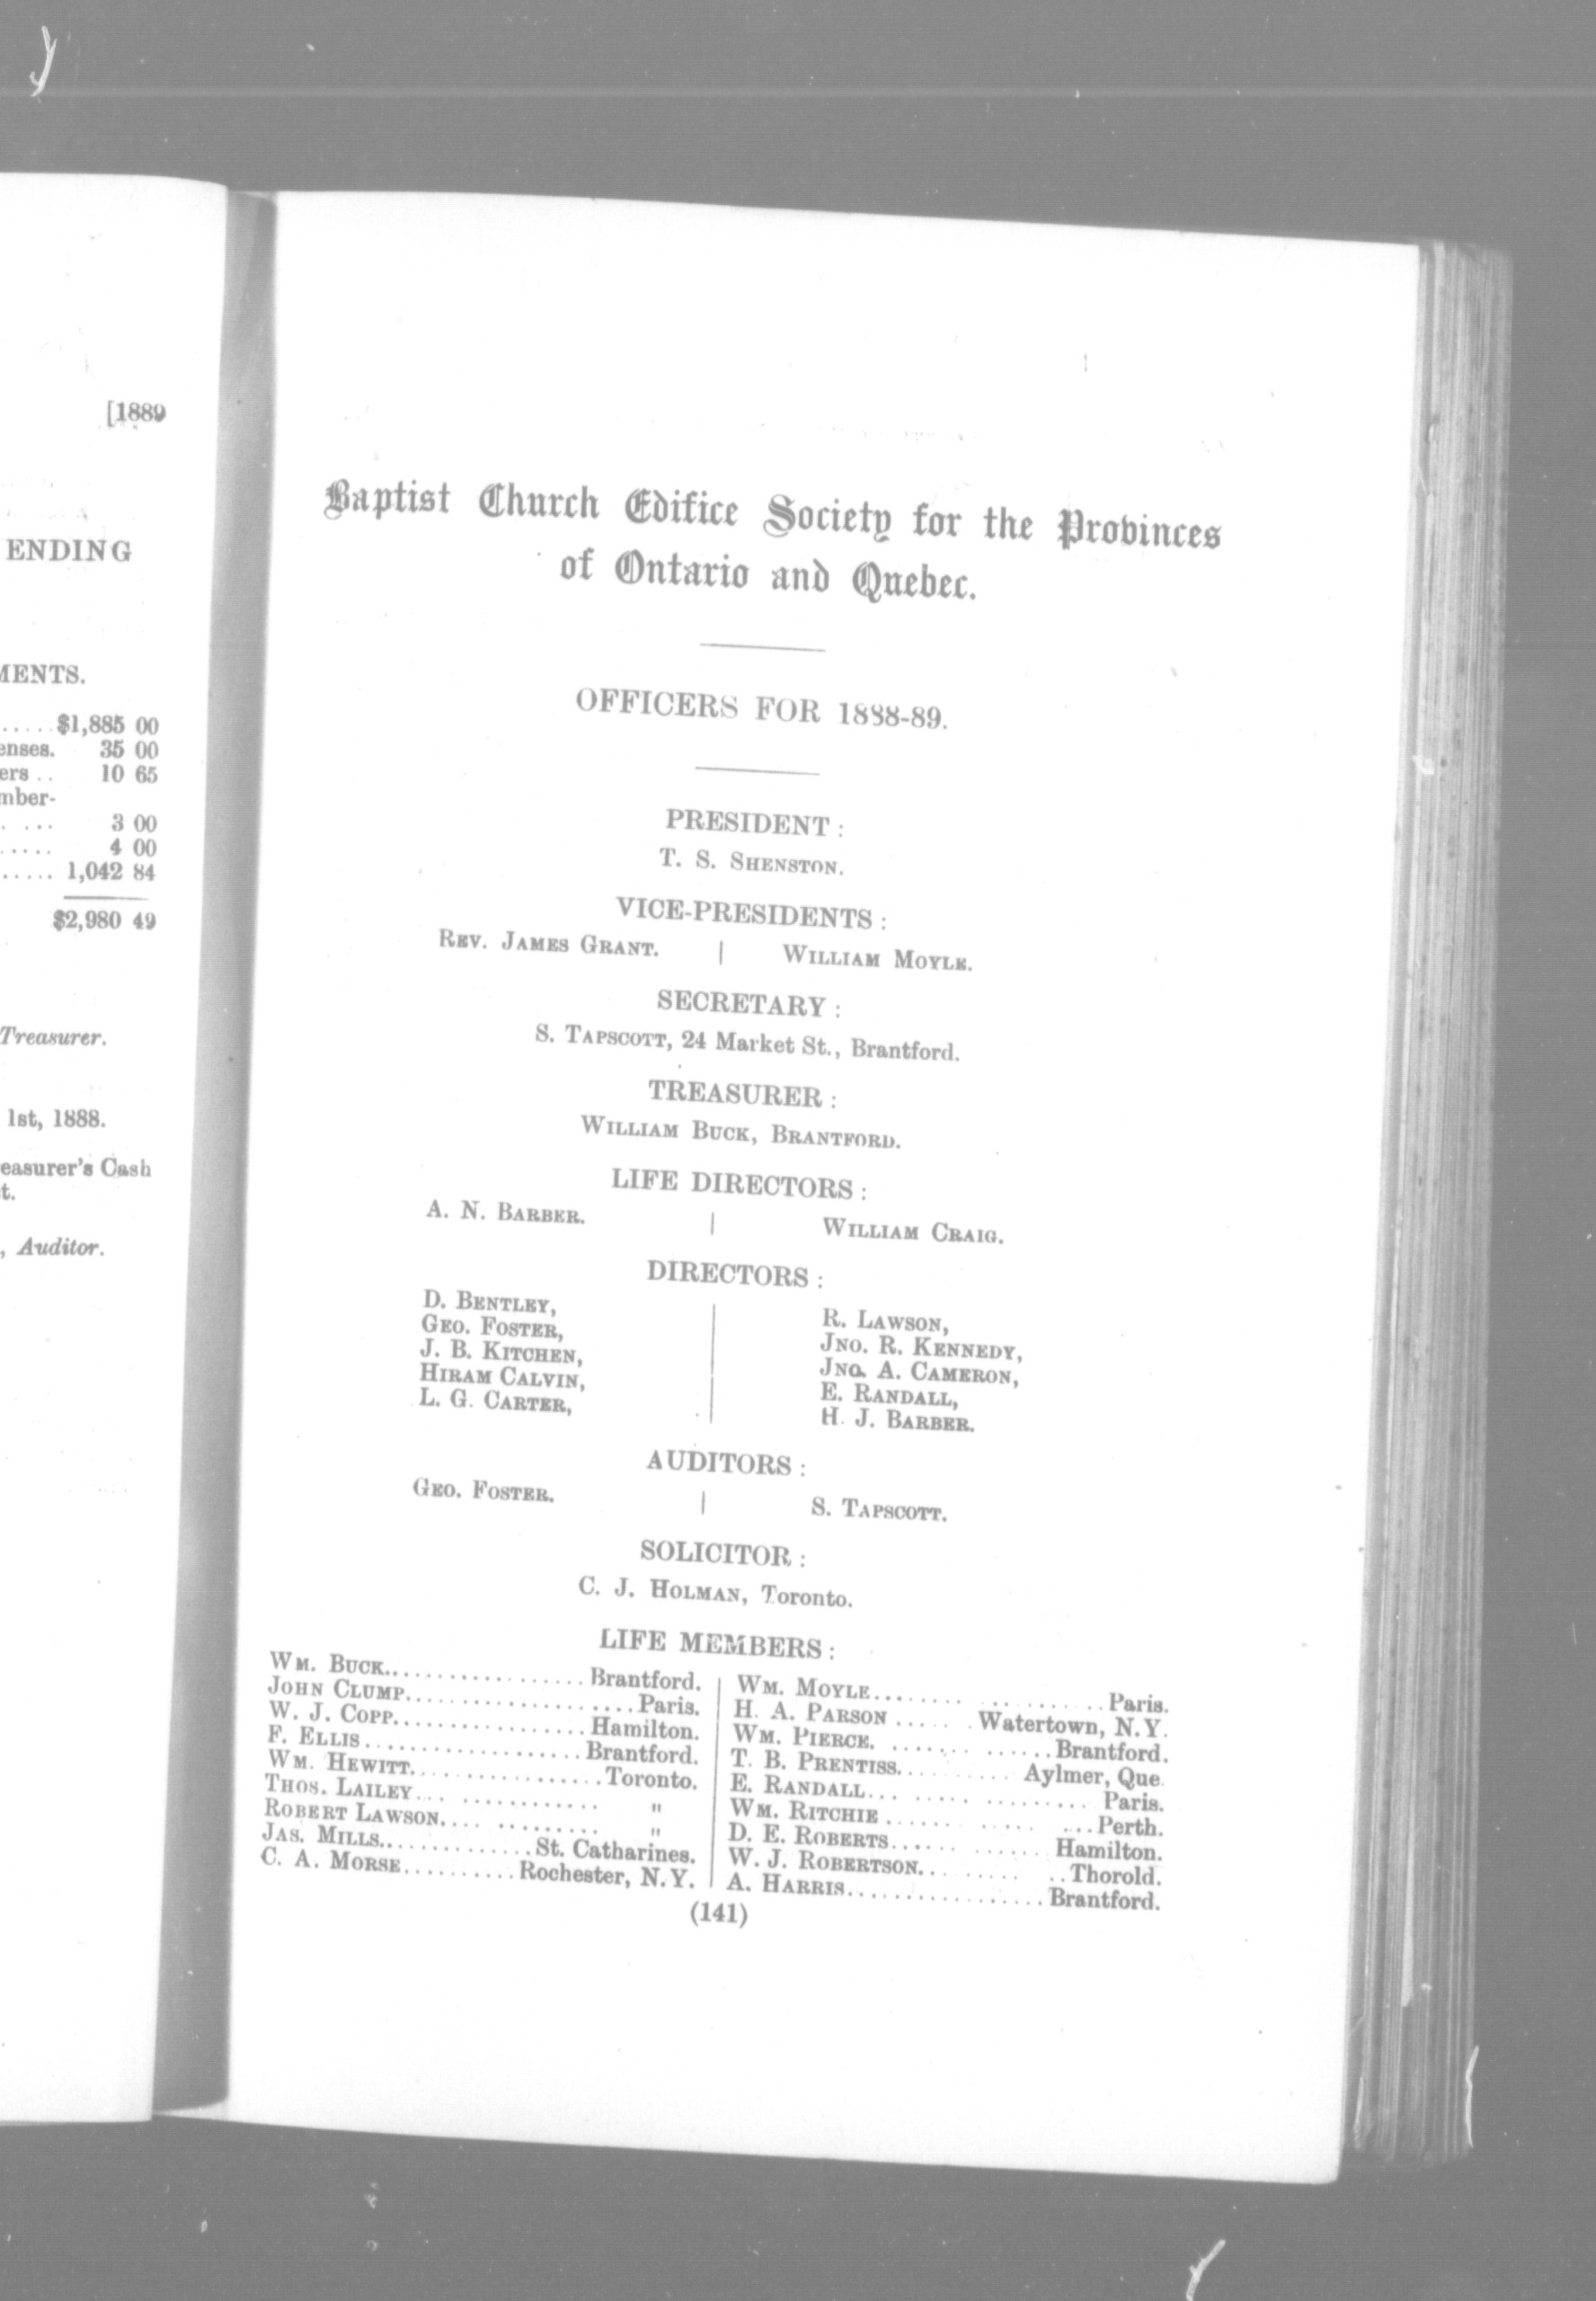 [1889
ENDING
MENTS.
..... $1,885 00
enses. 35 00
ers .. 10 65
mber-
. ... 3 00
..... 4 00
..... 1,042 84
$2,980 49
Treasurer.
1st, 1888.
easurer's Cash
t.
, Auditor.
Baptist Church Edifice Society for the Provinces
of Ontario and Quebec.
OFFICERS FOR 1888-89.
PRESIDENT :
T. S. SHENSTON.
VICE-PRESIDENTS :
REV. JAMES GRANT. | WILLIAM MOYLE.
SECRETARY :
S. TAPSCOTT, 24 Market St., Brantford.
TREASURER :
WILLIAM BUCK, BRANTFORD.
LIFE DIRECTORS :
A. N. BARBER. | WILLIAM CRAIG.
DIRECTORS :
D. BENTLEY,
GEO. FOSTER,
J. B. KITCHEN,
HIRAM CALVIN,
L. G. CARTER,
R. LAWSON,
JNO. R. KENNEDY,
JNO. A. CAMERON,
E. RANDALL,
H. J. BARBER.
AUDITORS :
GEO. FOSTER. | S. TAPSCOTT.
SOLICITOR :
C. J. HOLMAN, Toronto.
LIFE MEMBERS :
WM. BUCK.................. Brantford.
JOHN CLUMP.................... Paris.
W. J. COPP................. Hamilton.
F. ELLIS................... Brantford.
WM. HEWITT................. Toronto.
THOS. LAILEY... ............ "
ROBERT LAWSON.... ......... "
JAS. MILLS.............. St. Catharines.
C. A. MORSE.......... Rochester, N.Y.
WM. MOYLE........ .......... Paris.
H. A. PARSON ..... . Watertown, N.Y.
WM. PIERCE. ....... ...... Brantford.
T. B. PRENTISS.......... Aylmer, Que.
E. RANDALL... ..... ......... Paris.
WM. RITCHIE ....... ..... .... Perth.
D. E. ROBERTS...... ...... Hamilton.
W. J. ROBERTSON......... .. Thorold.
A. HARRIS................. Brantford.
(141)